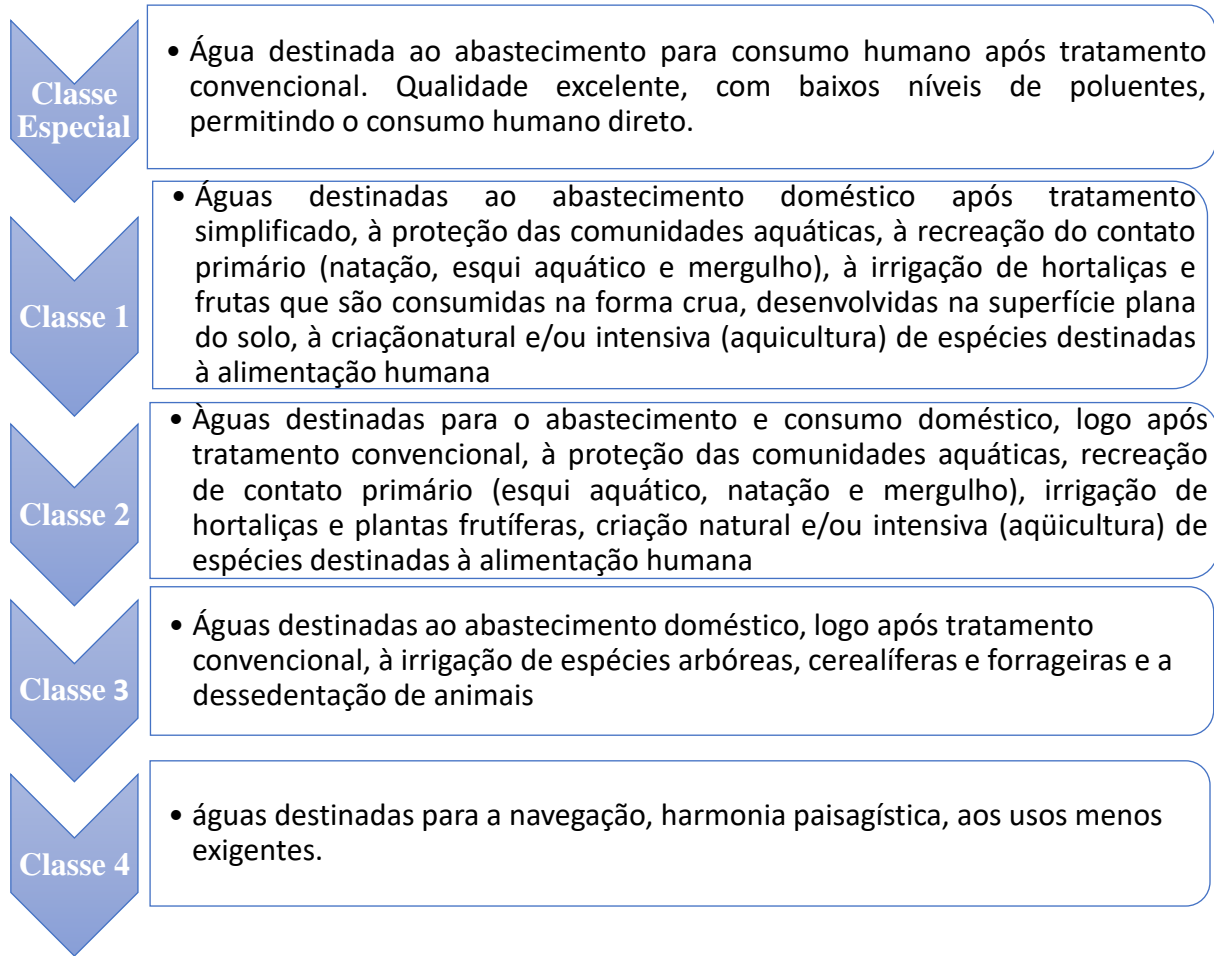 Classe
Especial
• Água destinada ao abastecimento para consumo humano após tratamento
convencional. Qualidade excelente, com baixos níveis de poluentes,
permitindo o consumo humano direto.
Classe 1
• Águas destinadas ao abastecimento doméstico após tratamento
simplificado, à proteção das comunidades aquáticas, à recreação do contato
primário (natação, esqui aquático e mergulho), à irrigação de hortaliças e
frutas que são consumidas na forma crua, desenvolvidas na superfície plana
do solo, à criaçãonatural e/ou intensiva (aquicultura) de espécies destinadas
à alimentação humana
Classe 2
• Àguas destinadas para o abastecimento e consumo doméstico, logo após
tratamento convencional, à proteção das comunidades aquáticas, recreação
de contato primário (esqui aquático, natação e mergulho), irrigação de
hortaliças e plantas frutíferas, criação natural e/ou intensiva (aqüicultura) de
espécies destinadas à alimentação humana
Classe 3
• Águas destinadas ao abastecimento doméstico, logo após tratamento
convencional, à irrigação de espécies arbóreas, cerealíferas e forrageiras e a
dessedentação de animais
Classe 4
• águas destinadas para a navegação, harmonia paisagística, aos usos menos
exigentes.